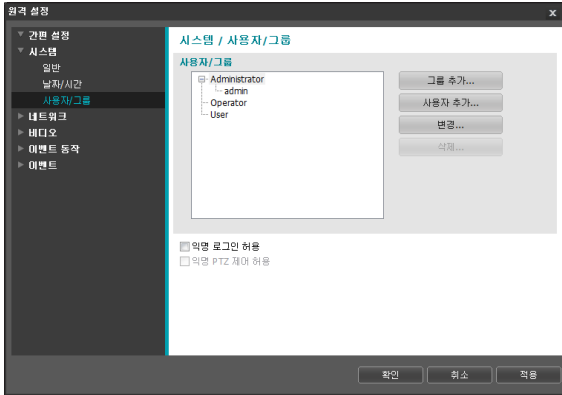 원격 설정
x
간편 설정
시스템
일반
날짜/시간
사용자/그룹
네트워크
비디오
이벤트 동작
이벤트
시스템 / 사용자/그룹
사용자/그룹
Administrator
admin
Operator
User
그룹 추가...
사용자 추가...
변경...
삭제...
익명 로그인 허용
익명 PTZ 제어 허용
확인
취소
적용